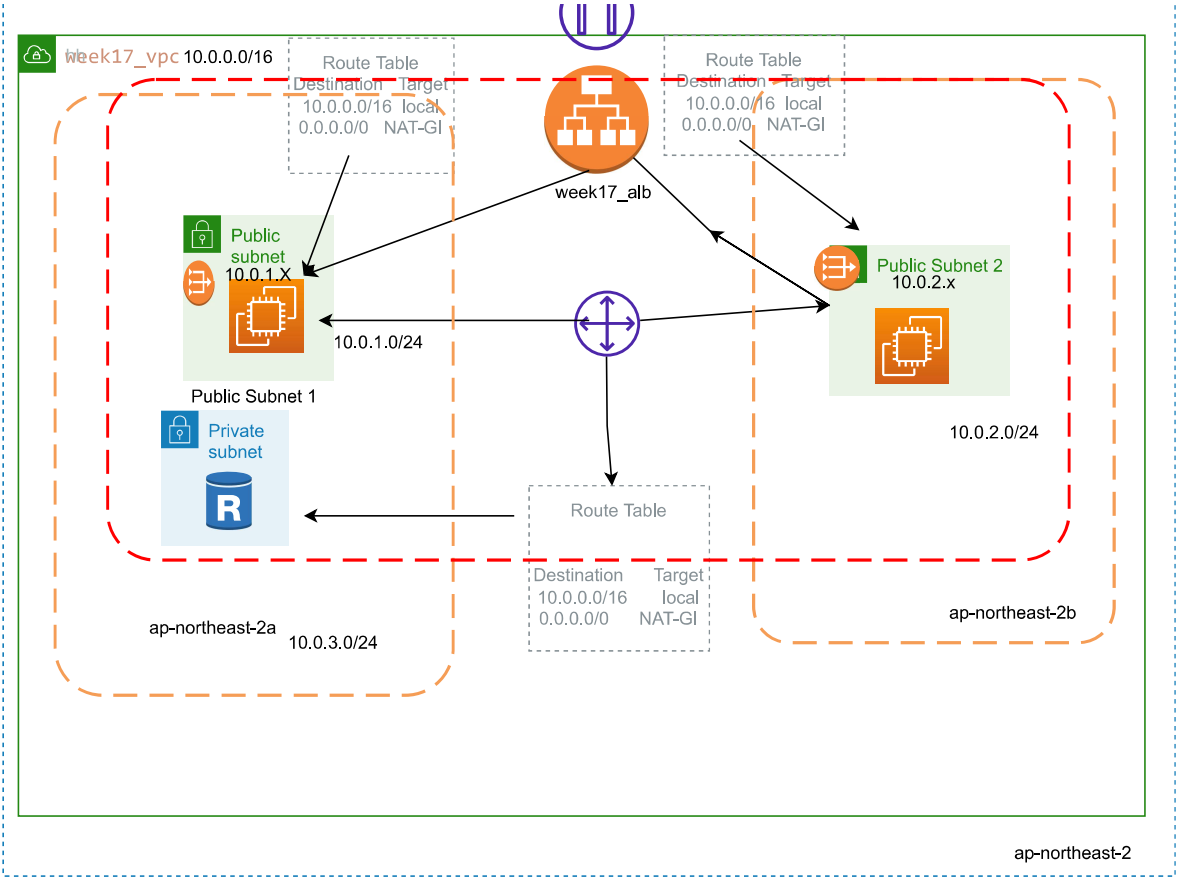 week17_vpc 10.0.0.0/16
Route Table
Destination Target
10.0.0.0/16 local
0.0.0.0/0 NAT-GI
Route Table
Destination Target
10.0.0.0/16 local
0.0.0.0/0 NAT-GI
week17_alb
Public
subnet
10.0.1.X
10.0.1.0/24
Public Subnet 1
Public Subnet 2
10.0.2.x
10.0.2.0/24
Private
subnet
R
Route Table
Destination Target
10.0.0.0/16 local
0.0.0.0/0 NAT-GI
ap-northeast-2a
10.0.3.0/24
ap-northeast-2b
ap-northeast-2